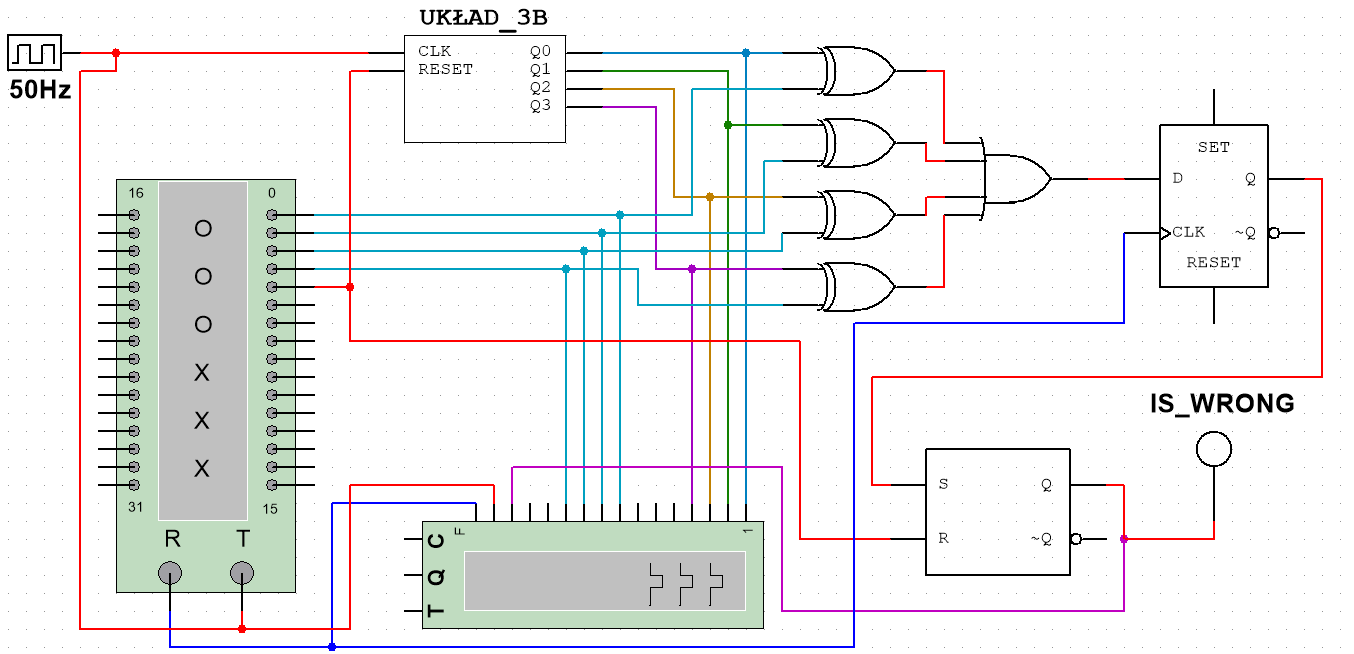 UKŁAD_3B
50Hz
CLK
RESET
Q0
Q1
Q2
Q3
16
0
O
O
O
X
X
X
31
15
R
T
SET
D
Q
CLK
~Q
RESET
IS_WRONG
S
Q
R
~Q
F
1
C
Q
T